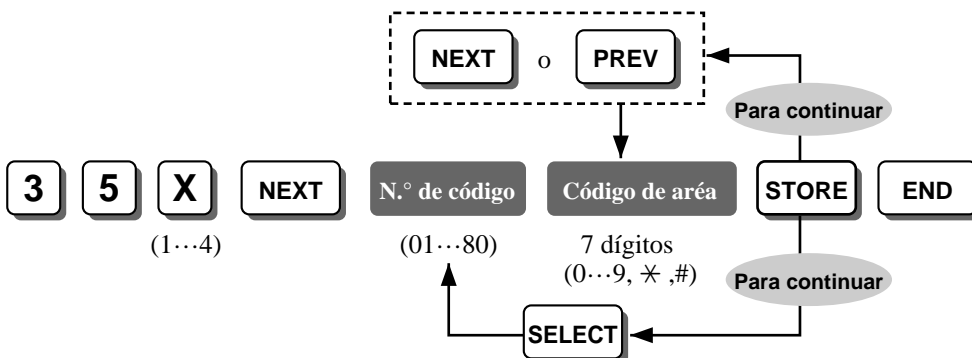 NEXT o PREV
Para continuar
3 5 X NEXT N.° de código Código de aréa STORE END
(1···4) (01···80) 7 dígitos
(0···9, ✳ ,#)
Para continuar
SELECT